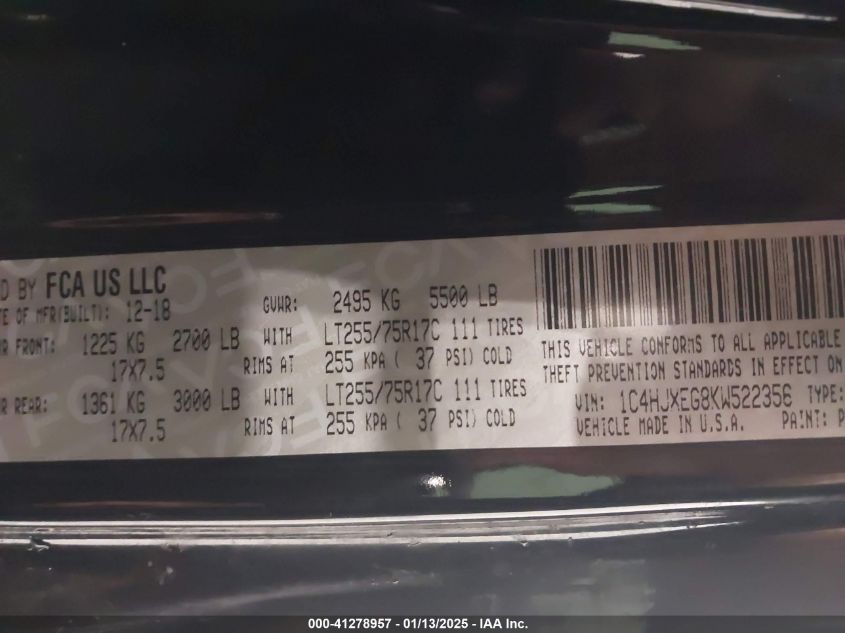 D BY FCA US LLC
TE OF MFR(BUILT): 12-18
GVWR: 2495 KG 5500 LB
WR FRONT: 1225 KG 2700 LB WITH LT255/75R17C 111 TIRES
17X7.5 RIMS AT 255 KPA ( 37 PSI) COLD
WR REAR: 1361 KG 3000 LB WITH LT255/75R17C 111 TIRES
17X7.5 RIMS AT 255 KPA ( 37 PSI) COLD
THIS VEHICLE CONFORMS TO ALL APPLICABLE
THEFT PREVENTION STANDARDS IN EFFECT ON
VIN: 1C4HJXEG8KW522356 TYPE:
VEHICLE MADE IN U.S.A. PAINT: P
000-41278957 - 01/13/2025 - IAA Inc.